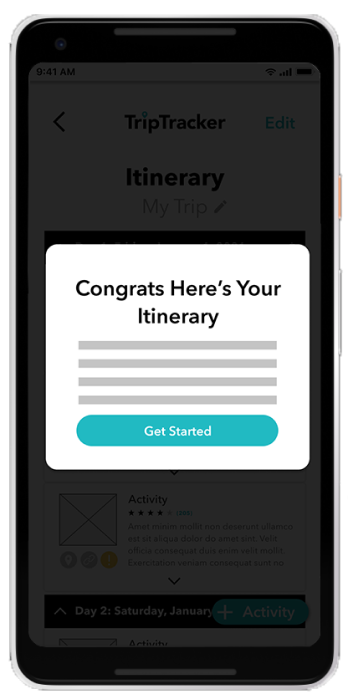 9:41 AM
TripTracker
Edit
Itinerary
My Trip
Congrats Here's Your
Itinerary
Get Started
Activity
Amet minim mollit non deserunt ullamco
est sit aliqua dolor do amet sint. Velit
officia consequat duis enim velit mollit.
Exercitation veniam consequat sunt no
Day 2: Saturday, January
+ Activity
Activity